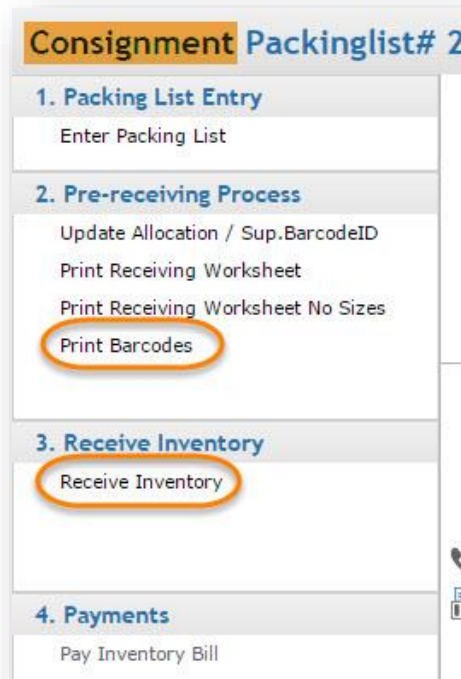 Consignment Packinglist# 2
1. Packing List Entry
Enter Packing List
2. Pre-receiving Process
Update Allocation / Sup.BarcodeID
Print Receiving Worksheet
Print Receiving Worksheet No Sizes
Print Barcodes
3. Receive Inventory
Receive Inventory
4. Payments
Pay Inventory Bill